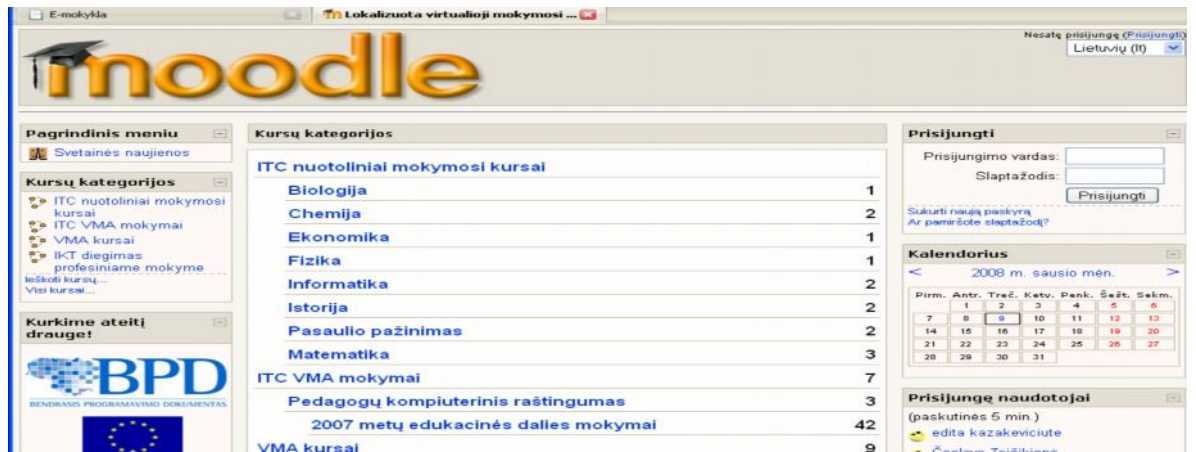 E-mokykla
Lokalizuota virtualioji mokymosi ...
moodle
Nesatę prisijungę (Prisijungti)
Lietuvių (lt)
Pagrindinis meniu
Svetainės naujienos
Kursų kategorijos
ITC nuotoliniai mokymosi
kursai
ITC VMA mokymai
VMA kursai
IKT diegimas
profesiniame mokyme
Ieškoti kursų...
Visi kursai...
Kurkime ateitį
drauge!
BPD
BENDRASIS PROGRAMAVIMO DOKUMENTAS
Kursų kategorijos
ITC nuotoliniai mokymosi kursai
Biologija 1
Chemija 2
Ekonomika 1
Fizika 1
Informatika 2
Istorija 2
Pasaulio pažinimas 2
Matematika 3
ITC VMA mokymai 7
Pedagogų kompiuterinis raštingumas 3
2007 metų edukacinės dalies mokymai 42
VMA kursai 9
Prisijungti
Prisijungimo vardas:
Slaptažodis:
Prisijungti
Sukurti naują paskyrą
Ar pamiršote slaptažodį?
Kalendorius
< 2008 m. sausio mėn. >
Pirm. Antr. Treč. Ketv. Penk. Šešt. Sekm.
1 2 3 4 5 6
7 8 9 10 11 12 13
14 15 16 17 18 19 20
21 22 23 24 25 26 27
28 29 30 31
Prisijungę naudotojai
(paskutinės 5 min.)
edita kazakeviciute